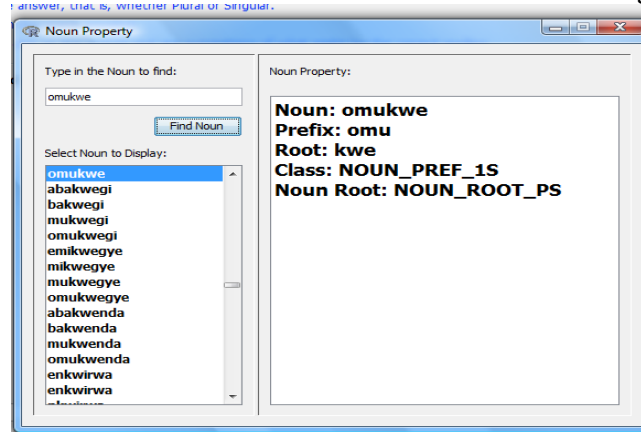 answer, that is, whether Plural or Singular.
Noun Property
Type in the Noun to find:
omukwe
Find Noun
Select Noun to Display:
omukwe
abakwegi
bakwegi
mukwegi
omukwegi
emikwegye
mikwegye
mukwegye
omukwegye
abakwenda
bakwenda
mukwenda
omukwenda
enkwirwa
enkwirwa
Noun Property:
Noun: omukwe
Prefix: omu
Root: kwe
Class: NOUN_PREF_1S
Noun Root: NOUN_ROOT_PS